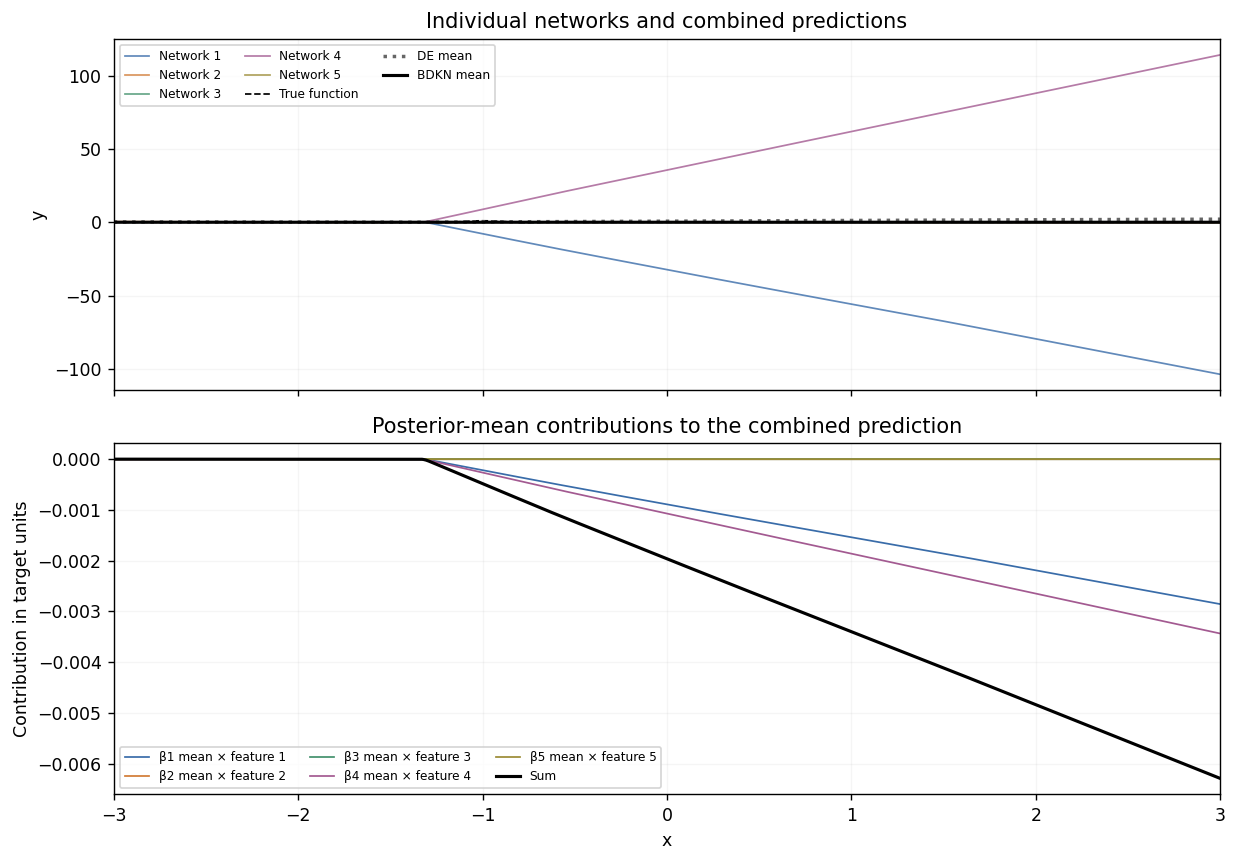 Individual networks and combined predictions
Network 1
Network 2
Network 3
Network 4
Network 5
True function
DE mean
BDKN mean
100
50
0
−50
−100
y
Posterior-mean contributions to the combined prediction
0.000
−0.001
−0.002
−0.003
−0.004
−0.005
−0.006
Contribution in target units
β1 mean × feature 1
β2 mean × feature 2
β3 mean × feature 3
β4 mean × feature 4
β5 mean × feature 5
Sum
−3
−2
−1
0
1
2
3
x